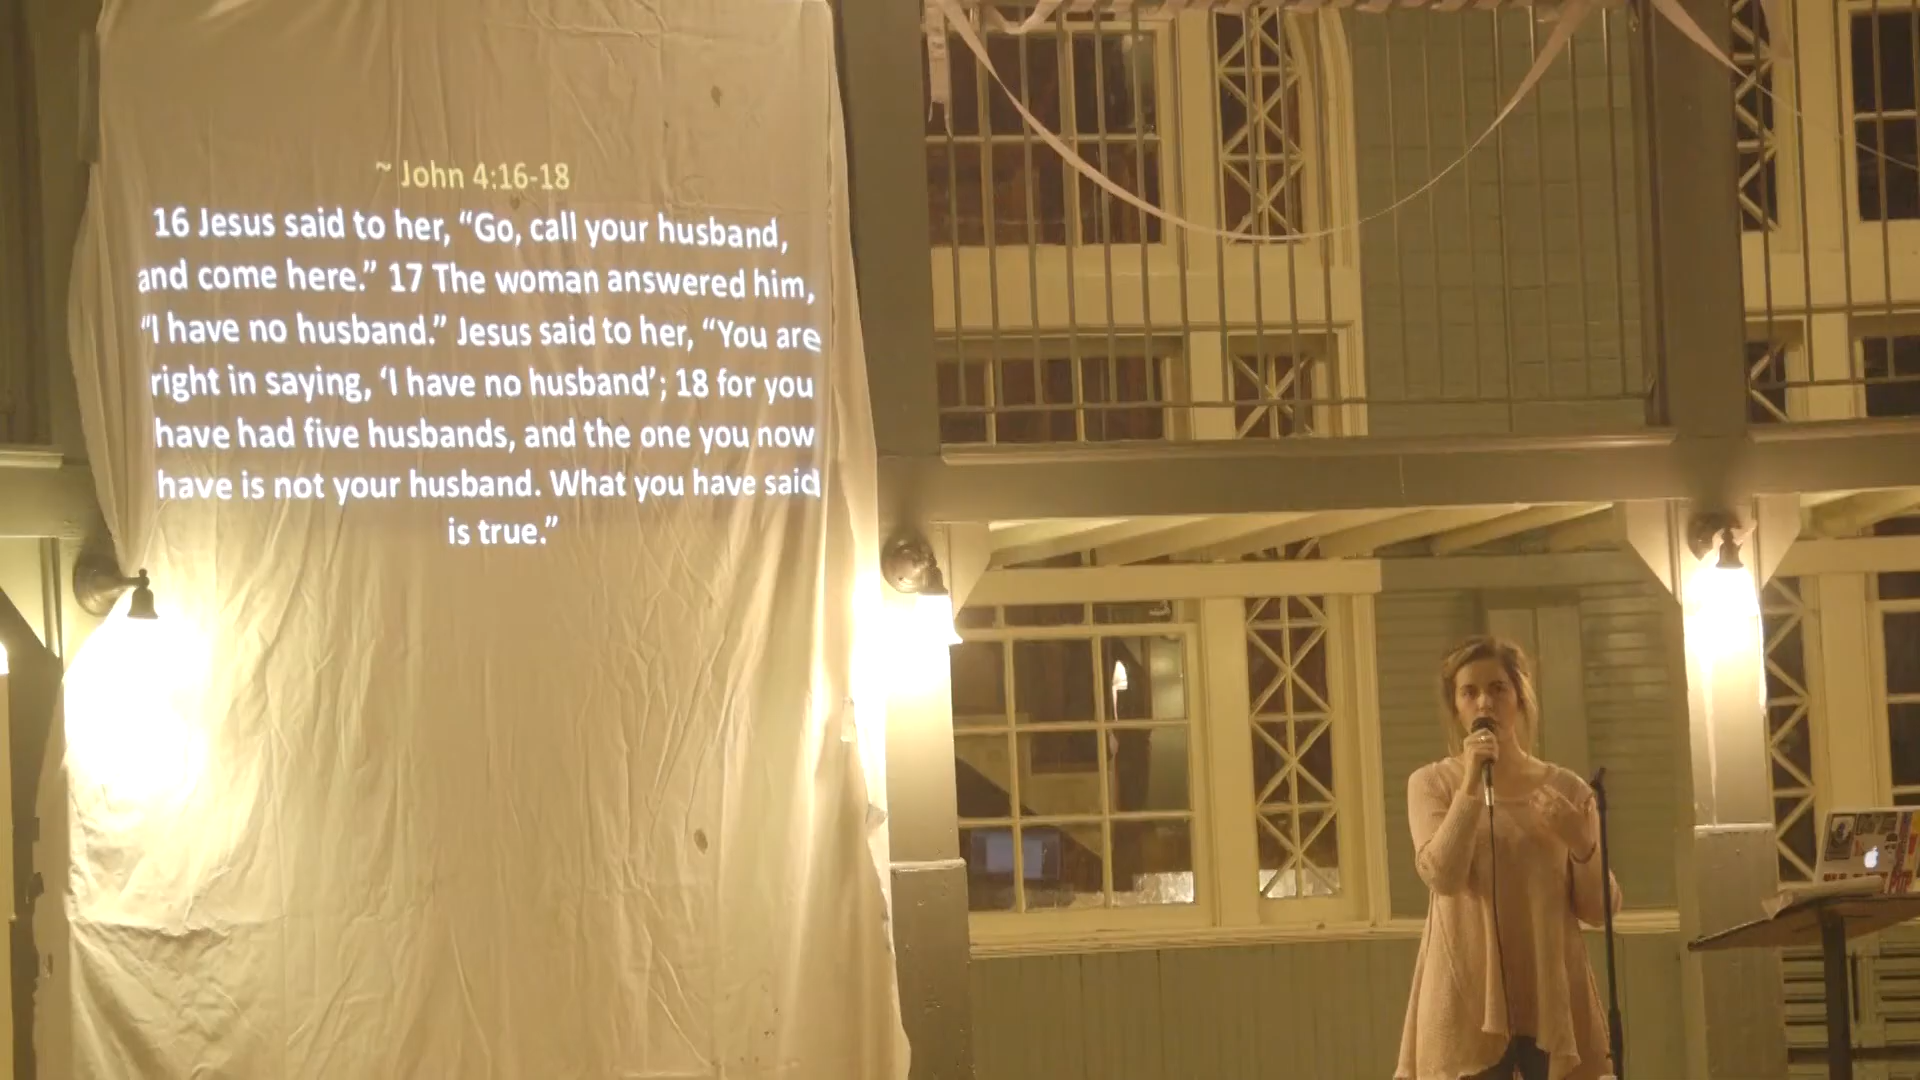 ~ John 4:16-18
16 Jesus said to her, “Go, call your husband,
and come here.” 17 The woman answered him,
“I have no husband.” Jesus said to her, “You are
right in saying, ‘I have no husband’; 18 for you
have had five husbands, and the one you now
have is not your husband. What you have said
is true.”